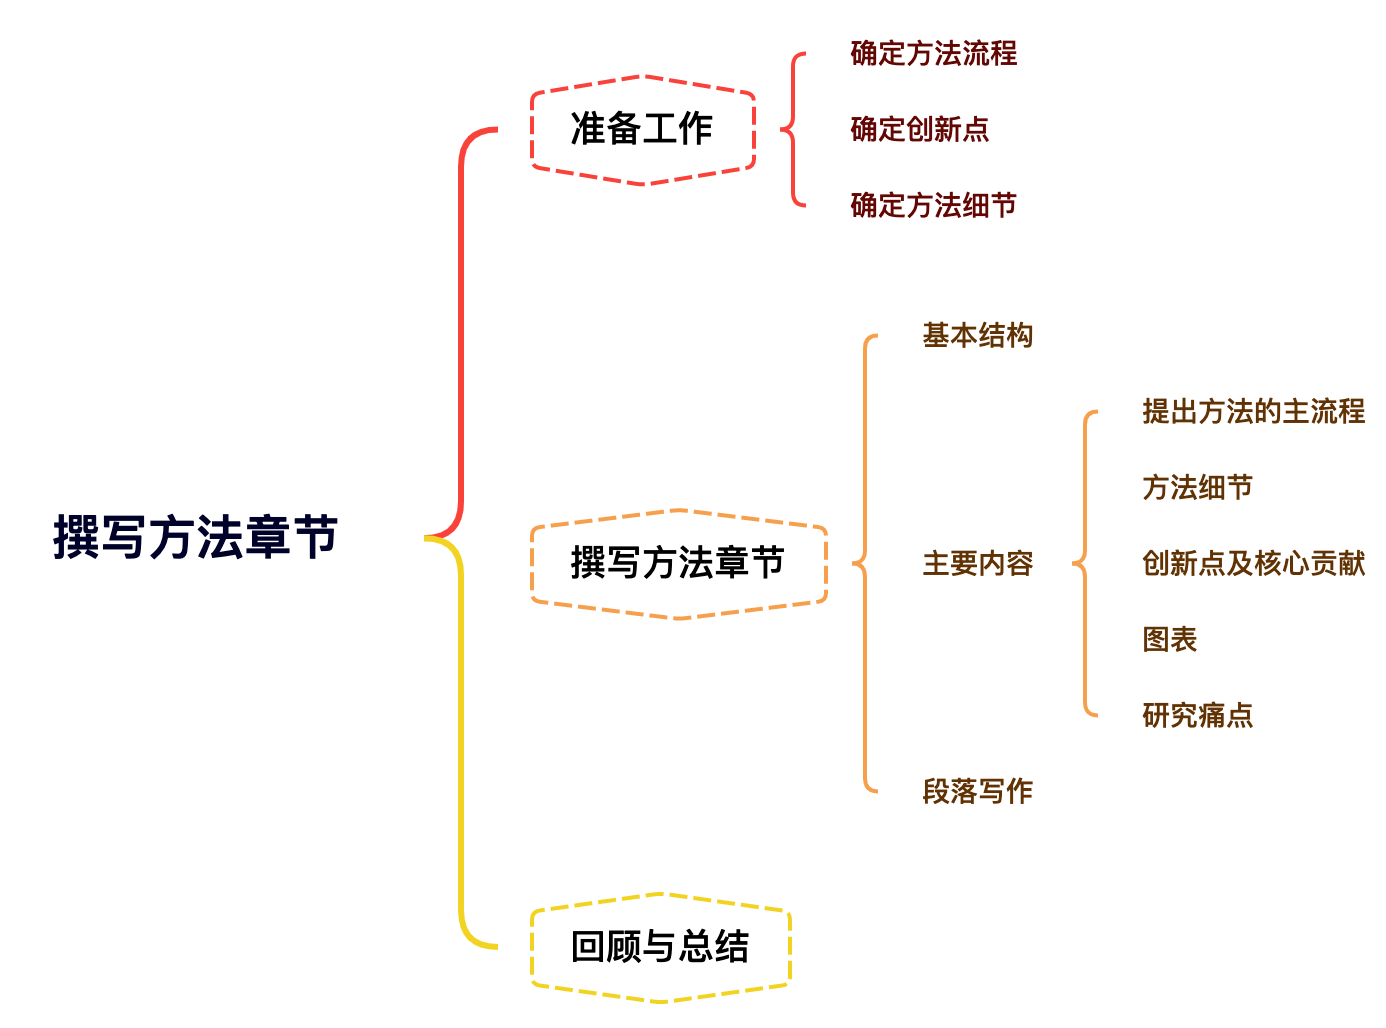 撰写方法章节
准备工作
确定方法流程
确定创新点
确定方法细节
撰写方法章节
基本结构
主要内容
提出方法的主流程
方法细节
创新点及核心贡献
图表
研究痛点
段落写作
回顾与总结